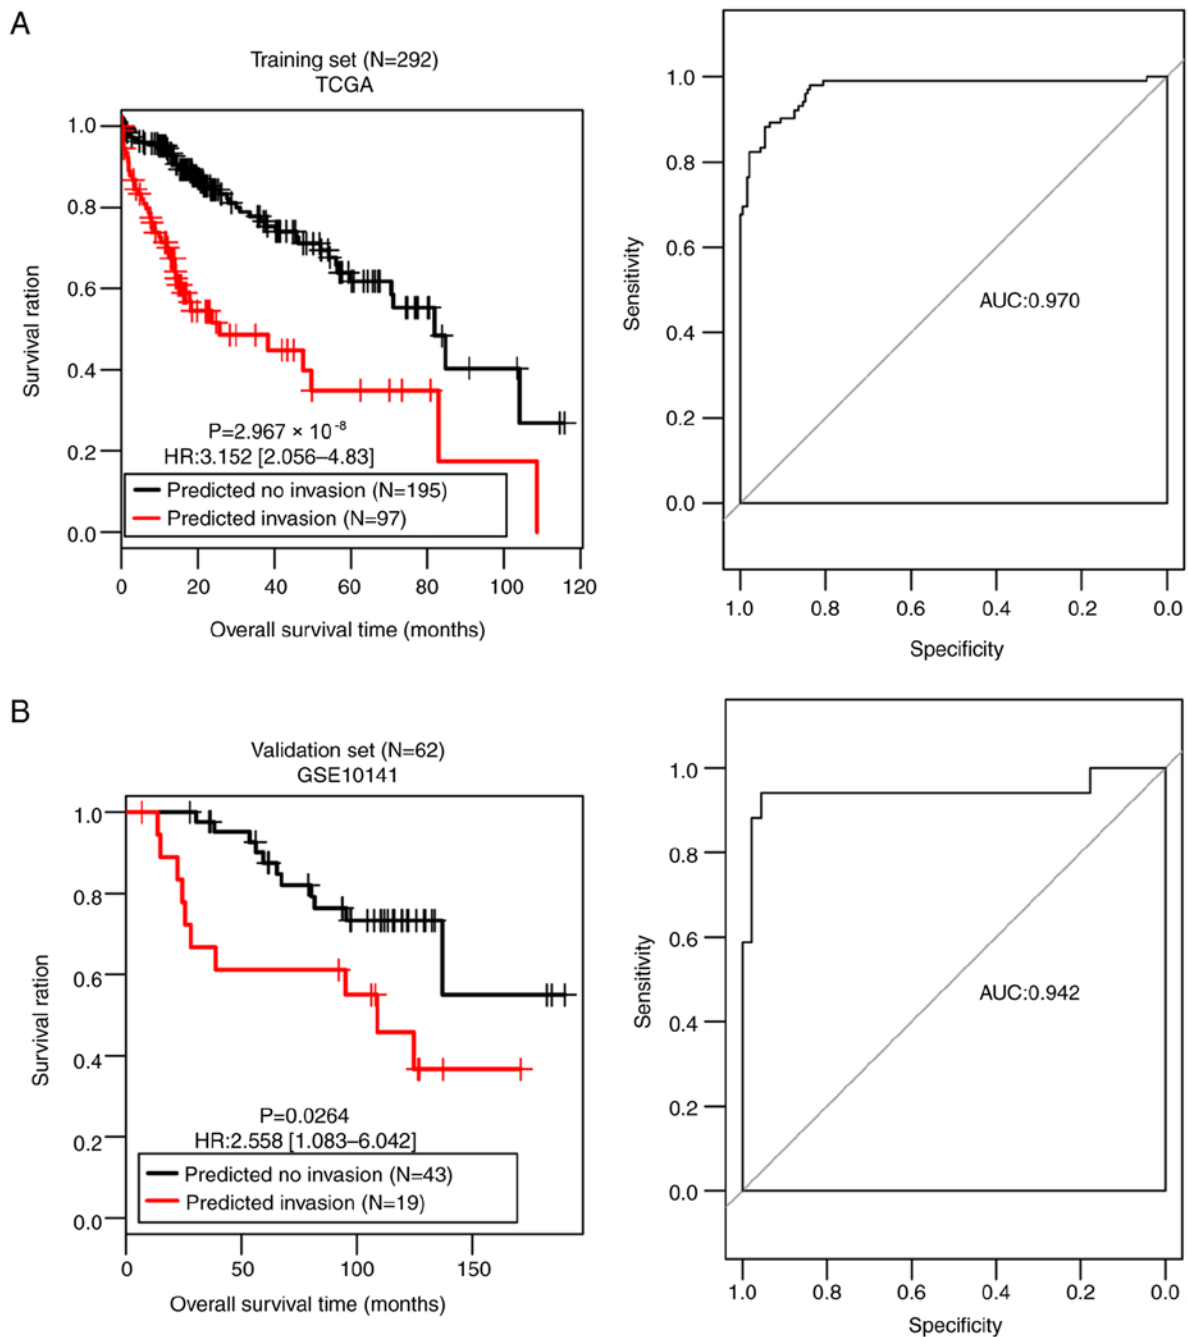 A
Training set (N=292)
TCGA
1.0
0.8
0.6
0.4
0.2
0.0
Survival ration
P=2.967 × 10⁻⁸
HR:3.152 [2.056–4.83]
Predicted no invasion (N=195)
Predicted invasion (N=97)
0 20 40 60 80 100 120
Overall survival time (months)
1.0
0.8
0.6
0.4
0.2
0.0
Sensitivity
AUC:0.970
1.0 0.8 0.6 0.4 0.2 0.0
Specificity
B
Validation set (N=62)
GSE10141
1.0
0.8
0.6
0.4
0.2
0.0
Survival ration
P=0.0264
HR:2.558 [1.083–6.042]
Predicted no invasion (N=43)
Predicted invasion (N=19)
0 50 100 150
Overall survival time (months)
1.0
0.8
0.6
0.4
0.2
0.0
Sensitivity
AUC:0.942
1.0 0.8 0.6 0.4 0.2 0.0
Specificity